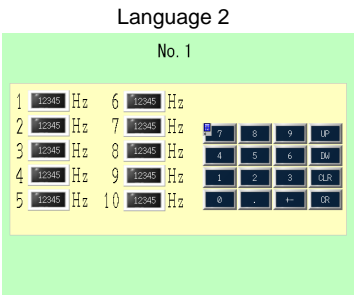 Language 2
No. 1
1 12345 Hz 6 12345 Hz
2 12345 Hz 7 12345 Hz
3 12345 Hz 8 12345 Hz
4 12345 Hz 9 12345 Hz
5 12345 Hz 10 12345 Hz
7 8 9 UP
4 5 6 DW
1 2 3 CLR
0 . +- CR